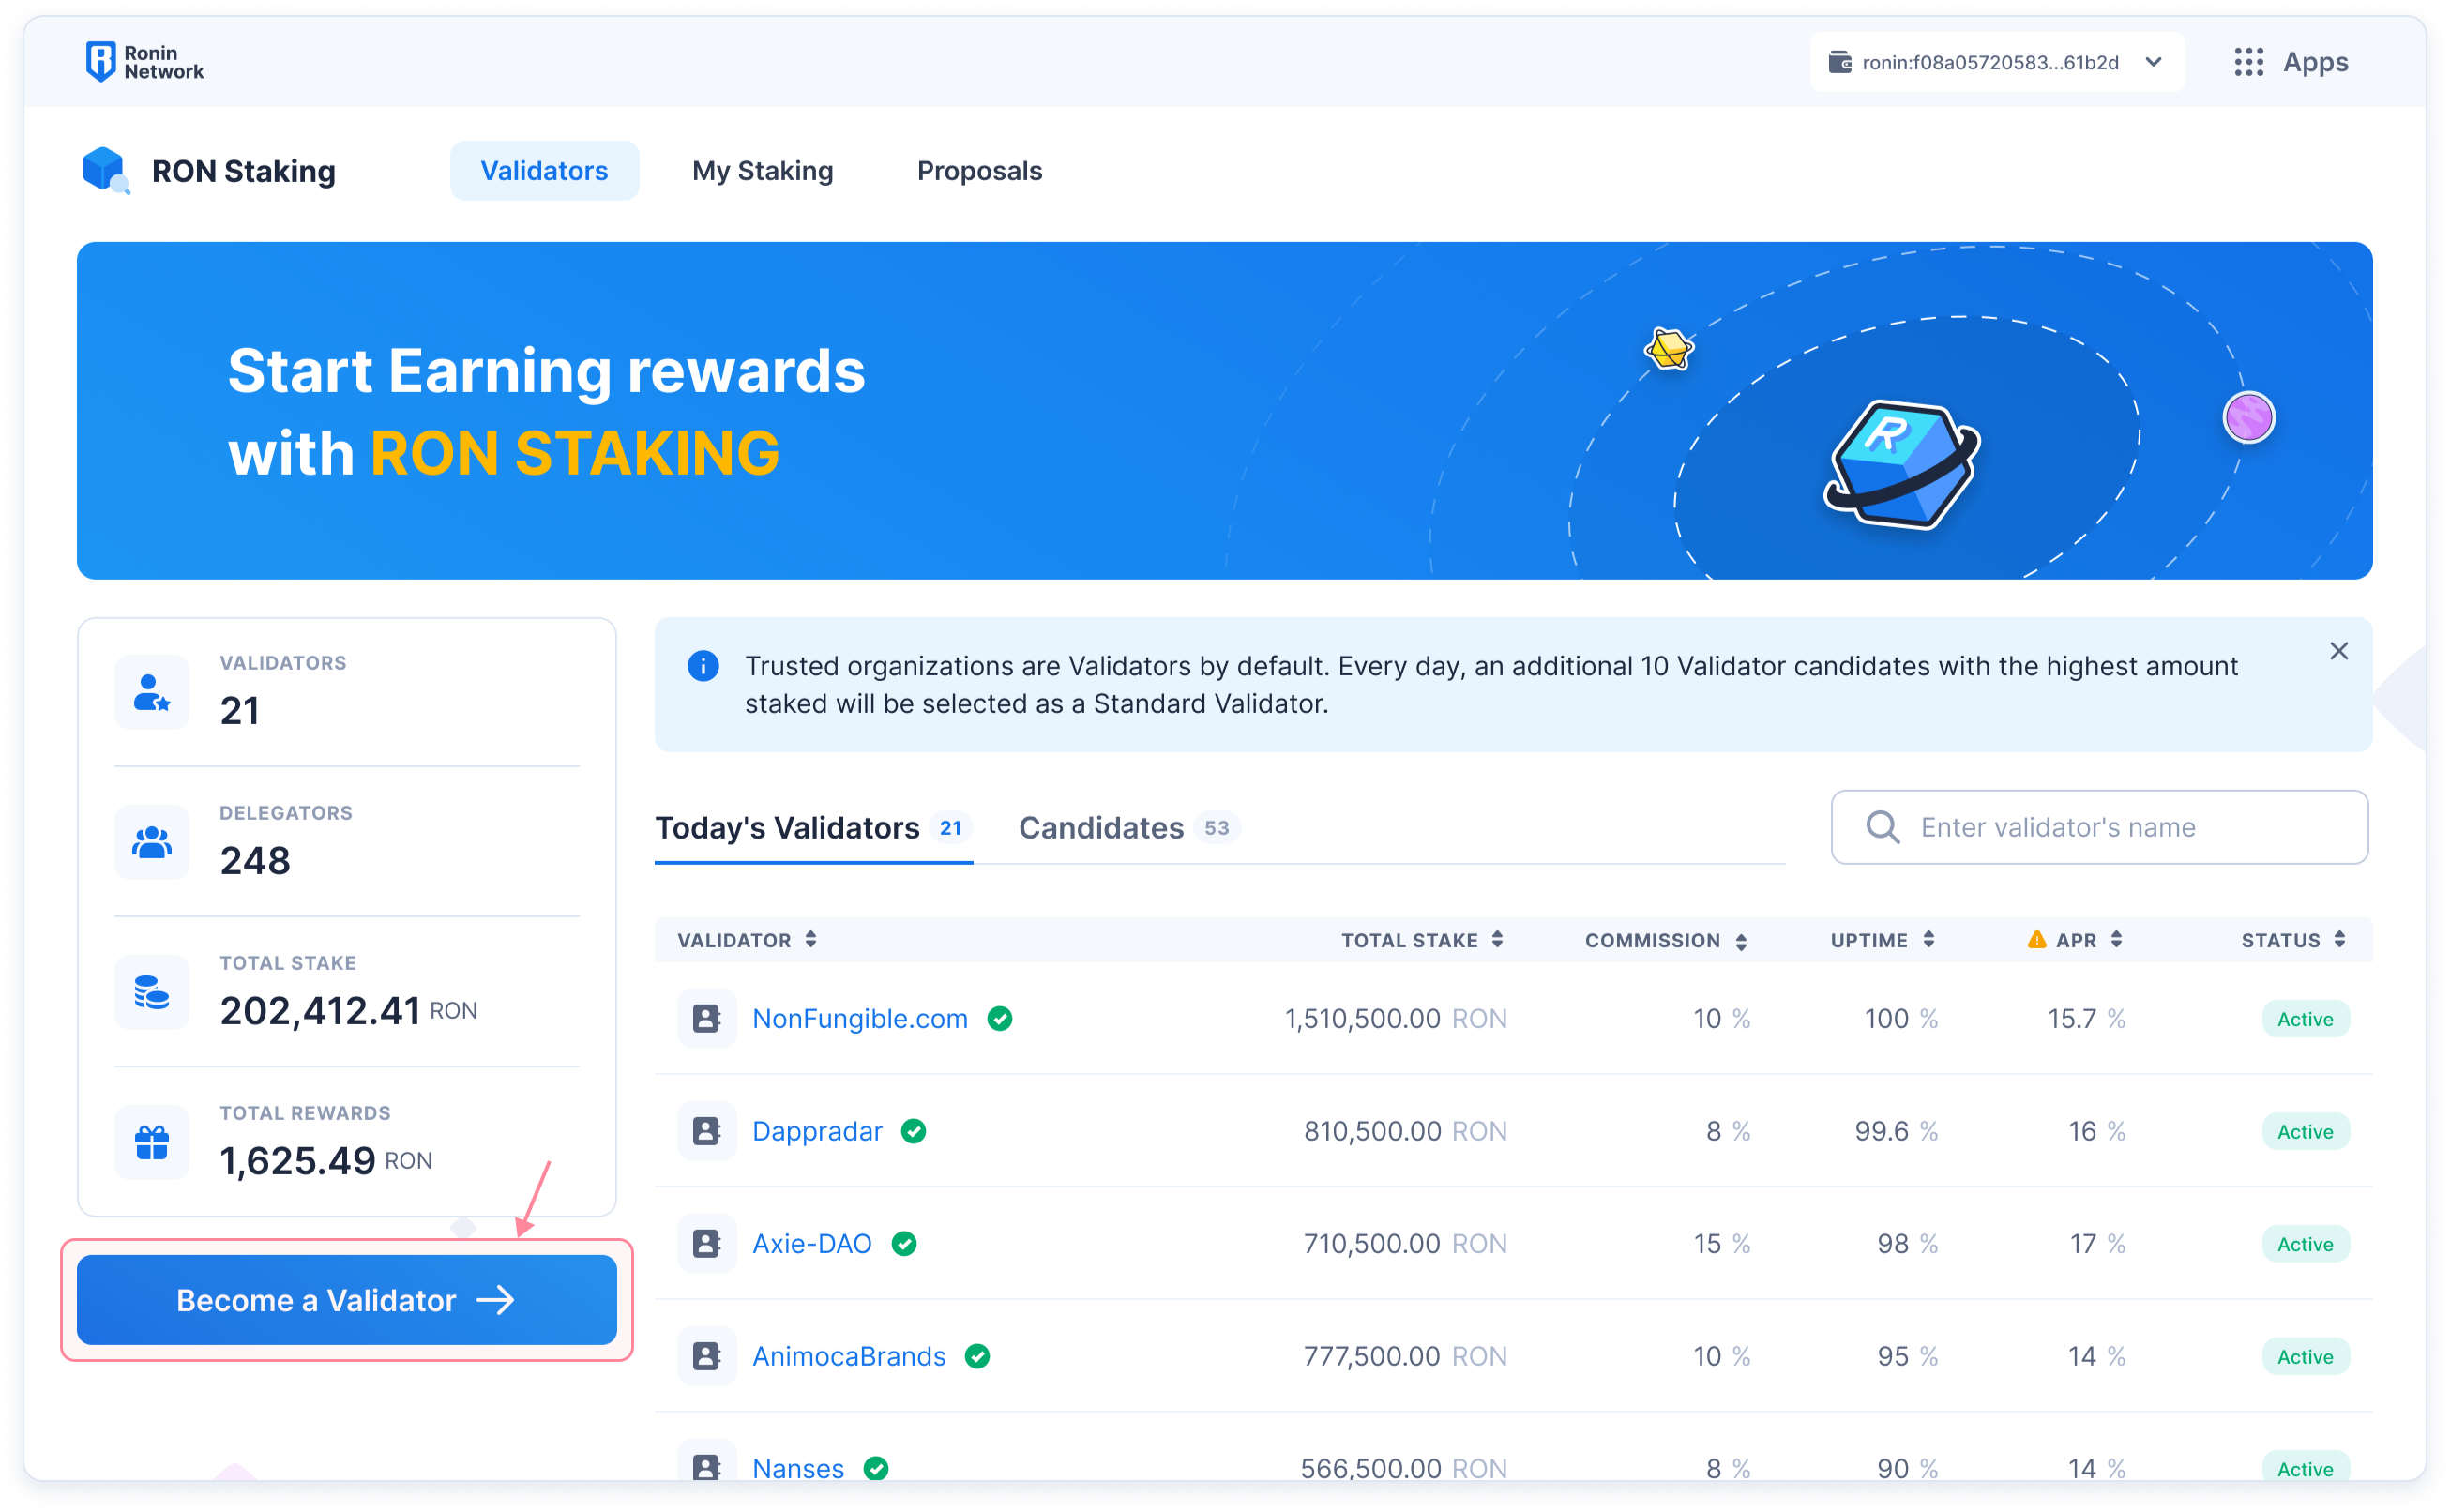 Ronin
Network
ronin:f08a05720583...61b2d
Apps
RON Staking
Validators
My Staking
Proposals
Start Earning rewards
with RON STAKING
VALIDATORS
21
DELEGATORS
248
TOTAL STAKE
202,412.41 RON
TOTAL REWARDS
1,625.49 RON
Become a Validator
Trusted organizations are Validators by default. Every day, an additional 10 Validator candidates with the highest amount
staked will be selected as a Standard Validator.
Today's Validators 21
Candidates 53
Enter validator's name
VALIDATOR TOTAL STAKE COMMISSION UPTIME APR STATUS
NonFungible.com 1,510,500.00 RON 10 % 100 % 15.7 % Active
Dappradar 810,500.00 RON 8 % 99.6 % 16 % Active
Axie-DAO 710,500.00 RON 15 % 98 % 17 % Active
AnimocaBrands 777,500.00 RON 10 % 95 % 14 % Active
Nanses 566,500.00 RON 8 % 90 % 14 % Active